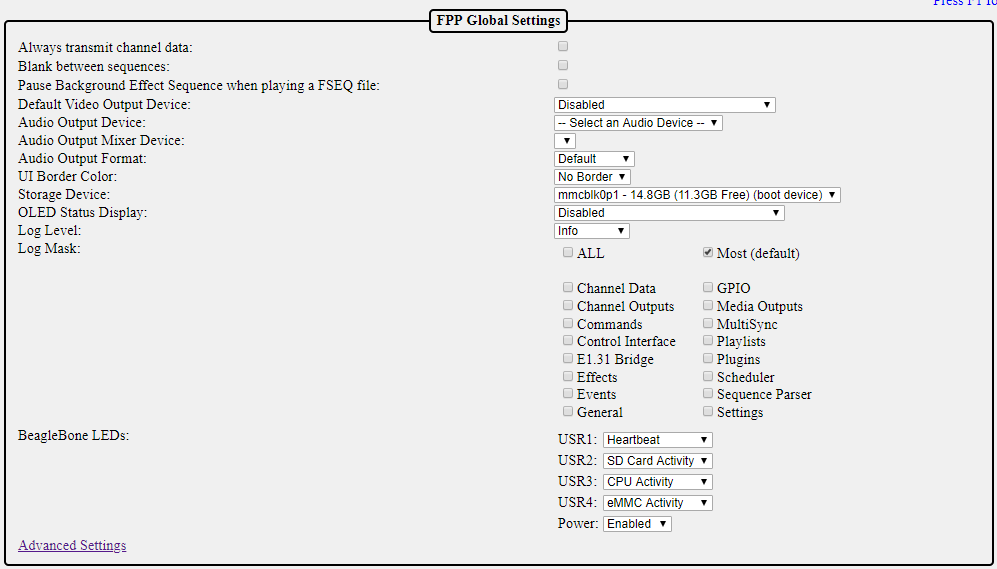 Press F1 fo
FPP Global Settings
Always transmit channel data:
Blank between sequences:
Pause Background Effect Sequence when playing a FSEQ file:
Default Video Output Device: Disabled
Audio Output Device: -- Select an Audio Device --
Audio Output Mixer Device:
Audio Output Format: Default
UI Border Color: No Border
Storage Device: mmcblk0p1 - 14.8GB (11.3GB Free) (boot device)
OLED Status Display: Disabled
Log Level: Info
Log Mask: ALL Most (default)
Channel Data GPIO
Channel Outputs Media Outputs
Commands MultiSync
Control Interface Playlists
E1.31 Bridge Plugins
Effects Scheduler
Events Sequence Parser
General Settings
BeagleBone LEDs: USR1: Heartbeat
USR2: SD Card Activity
USR3: CPU Activity
USR4: eMMC Activity
Power: Enabled
Advanced Settings